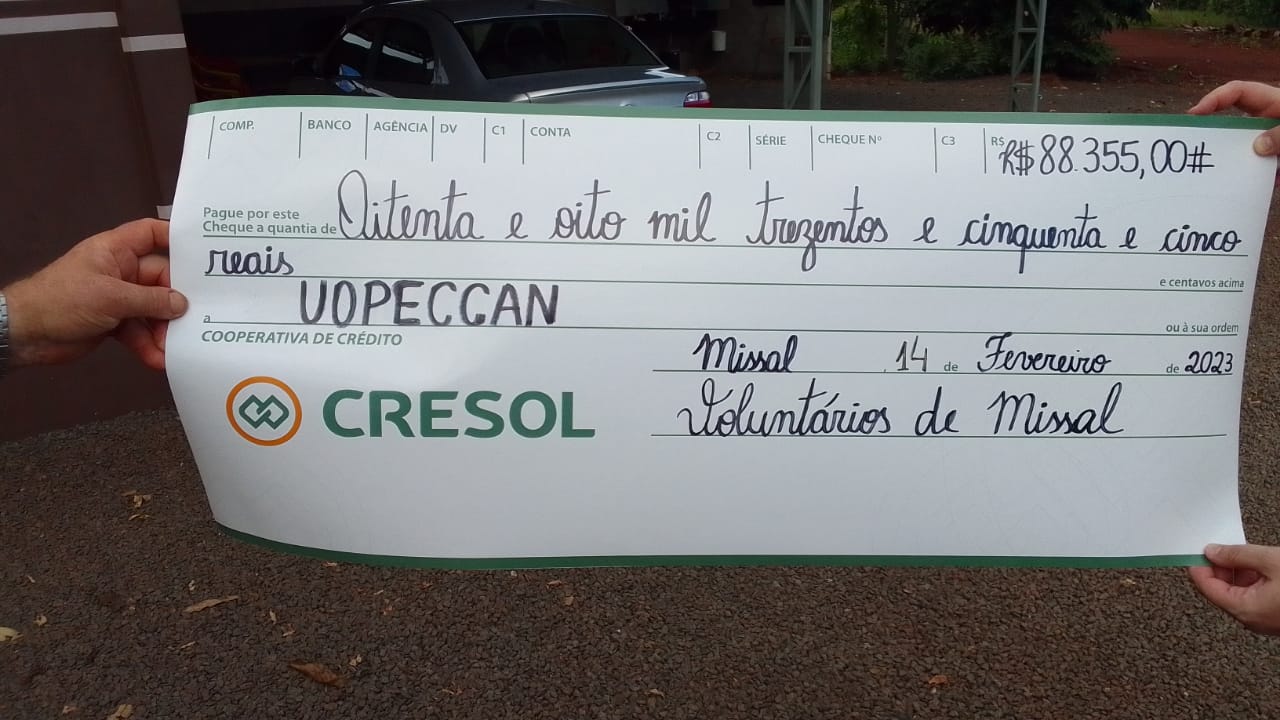 COMP. BANCO AGÊNCIA DV C1 CONTA C2 SÉRIE CHEQUE Nº C3 R$ R$ 88.355,00#
Pague por este
Cheque a quantia de Oitenta e oito mil trezentos e cinquenta e cinco
reais
e centavos acima
a UOPECCAN ou à sua ordem
COOPERATIVA DE CRÉDITO
Missal 14 de Fevereiro de 2023
CRESOL
Voluntários de Missal